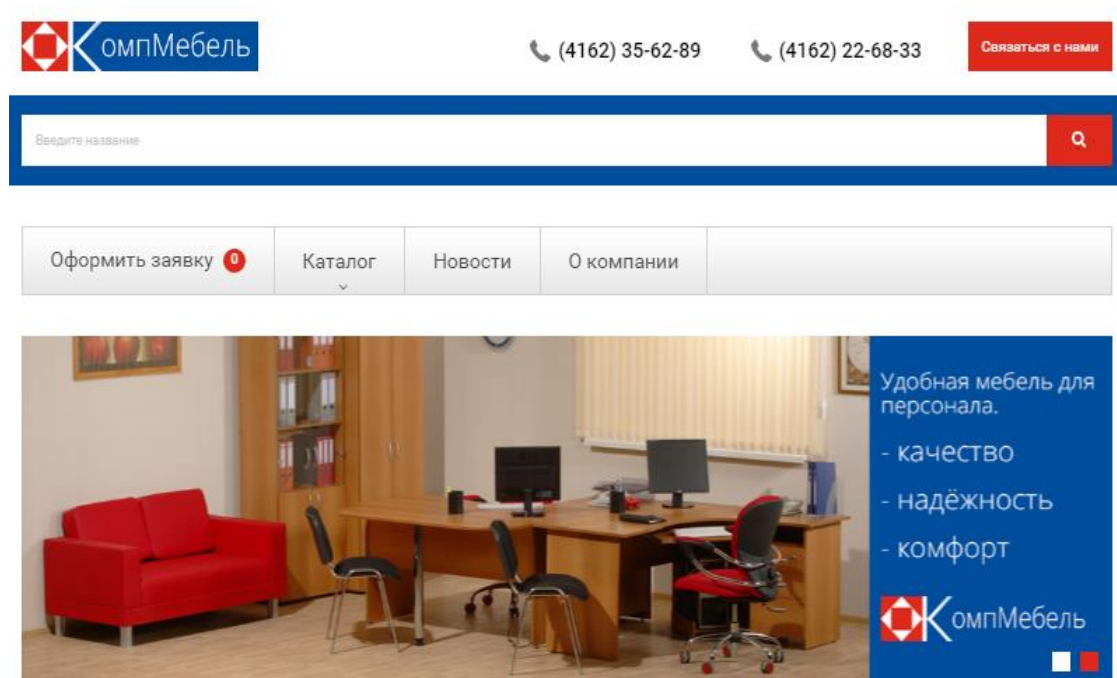 КомпМебель
(4162) 35-62-89
(4162) 22-68-33
Связаться с нами
Введите название
Оформить заявку 0
Каталог
Новости
О компании
Удобная мебель для
персонала.
- качество
- надёжность
- комфорт
КомпМебель